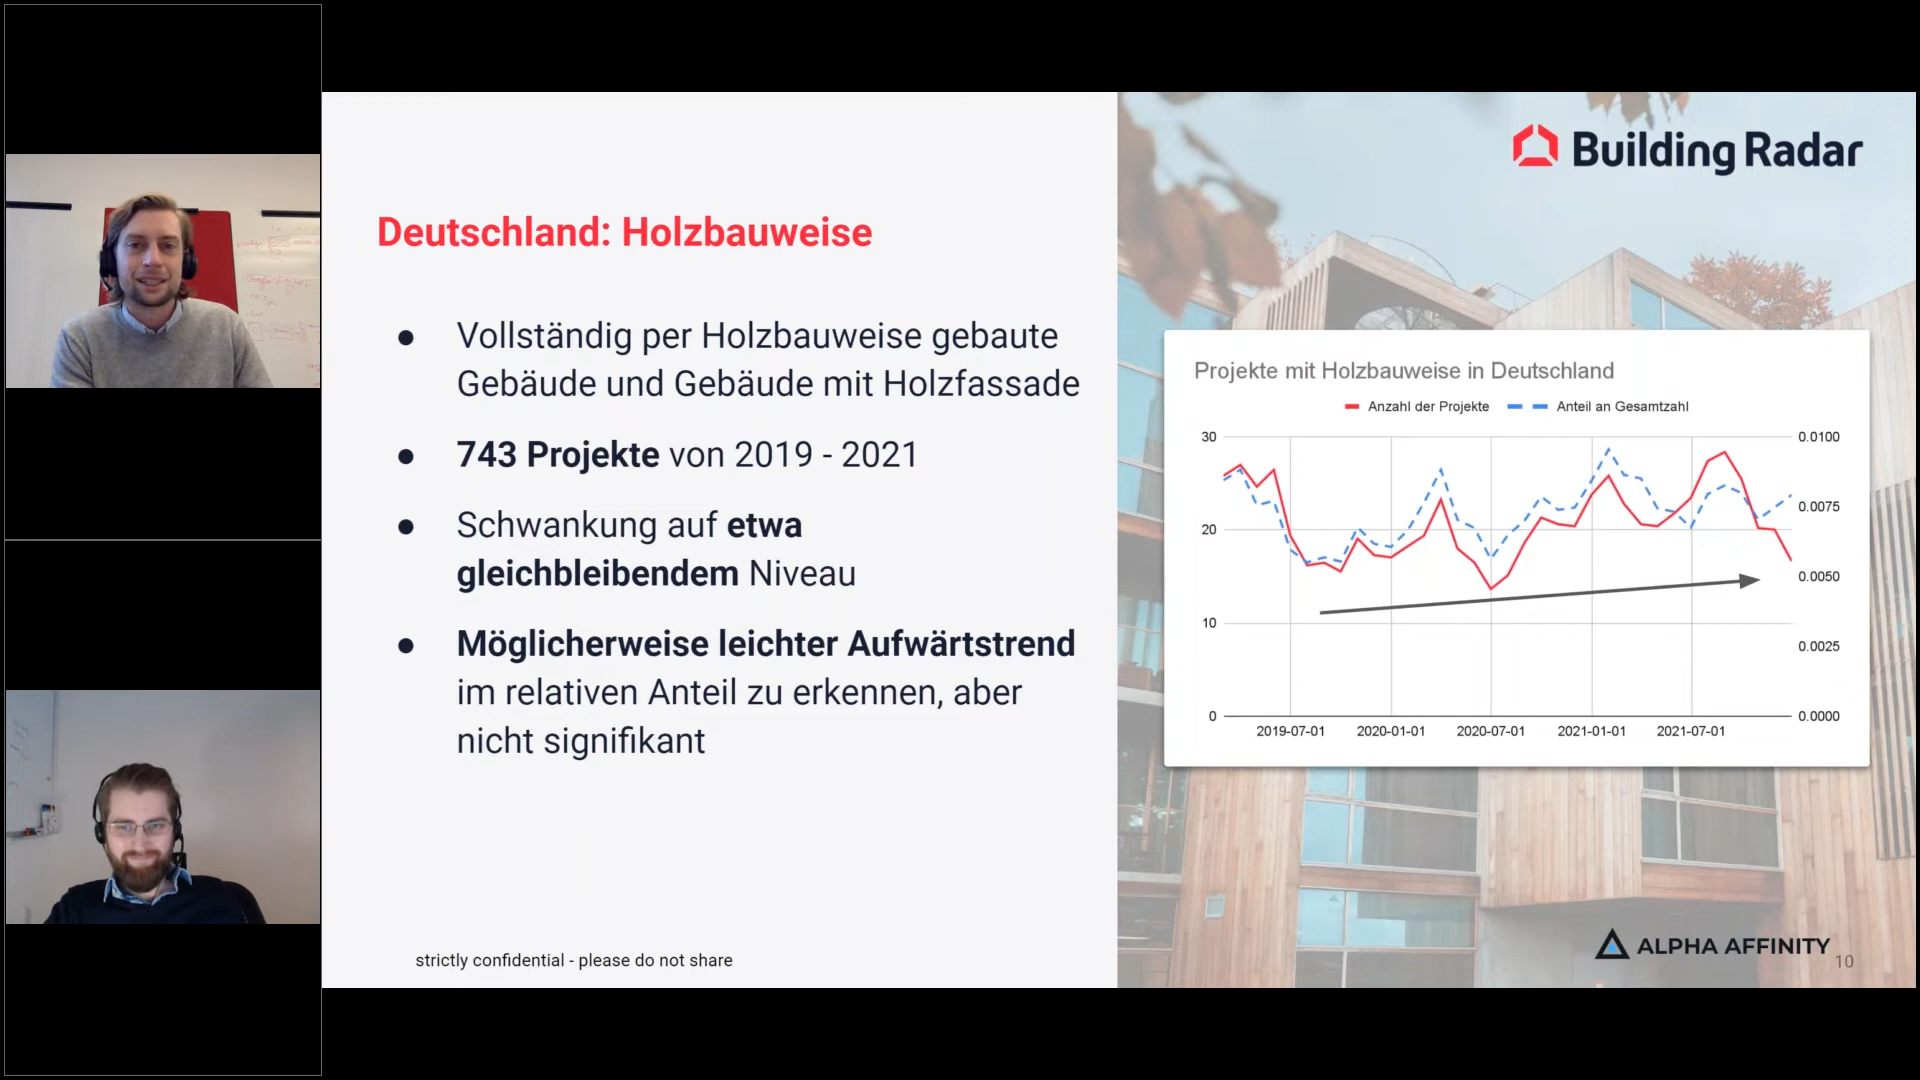 Building Radar
Deutschland: Holzbauweise
● Vollständig per Holzbauweise gebaute
Gebäude und Gebäude mit Holzfassade
● 743 Projekte von 2019 - 2021
● Schwankung auf etwa
gleichbleibendem Niveau
● Möglicherweise leichter Aufwärtstrend
im relativen Anteil zu erkennen, aber
nicht signifikant
strictly confidential - please do not share
Projekte mit Holzbauweise in Deutschland
Anzahl der Projekte Anteil an Gesamtzahl
30 0.0100
0.0075
20
0.0050
10
0.0025
0 0.0000
2019-07-01 2020-01-01 2020-07-01 2021-01-01 2021-07-01
ALPHA AFFINITY
10